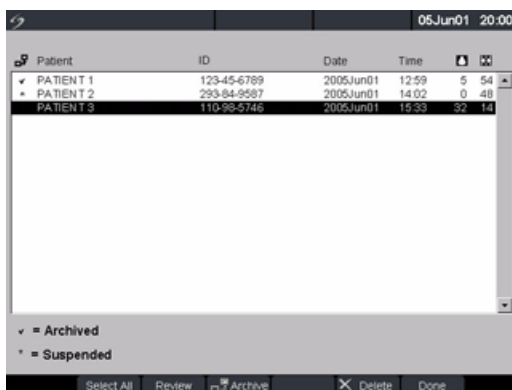 05Jun01 20:00
Patient ID Date Time
✓ PATIENT 1 123-45-6789 2005Jun01 12:59 5 54
* PATIENT 2 293-84-9587 2005Jun01 14:02 0 48
PATIENT 3 110-98-5746 2005Jun01 15:33 32 14
✓ = Archived
* = Suspended
Select All Review Archive Delete Done